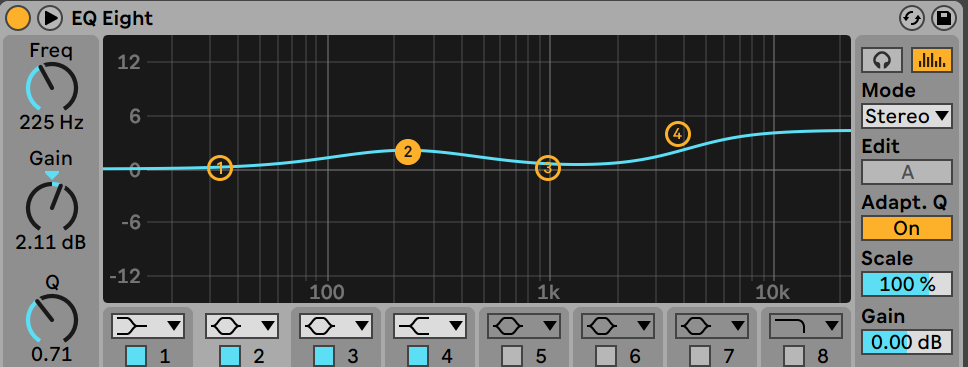 EQ Eight
Freq
225 Hz
Gain
2.11 dB
Q
0.71
12
6
0
-6
-12
100
1k
10k
1
2
3
4
1
2
3
4
5
6
7
8
Mode
Stereo
Edit
A
Adapt. Q
On
Scale
100 %
Gain
0.00 dB